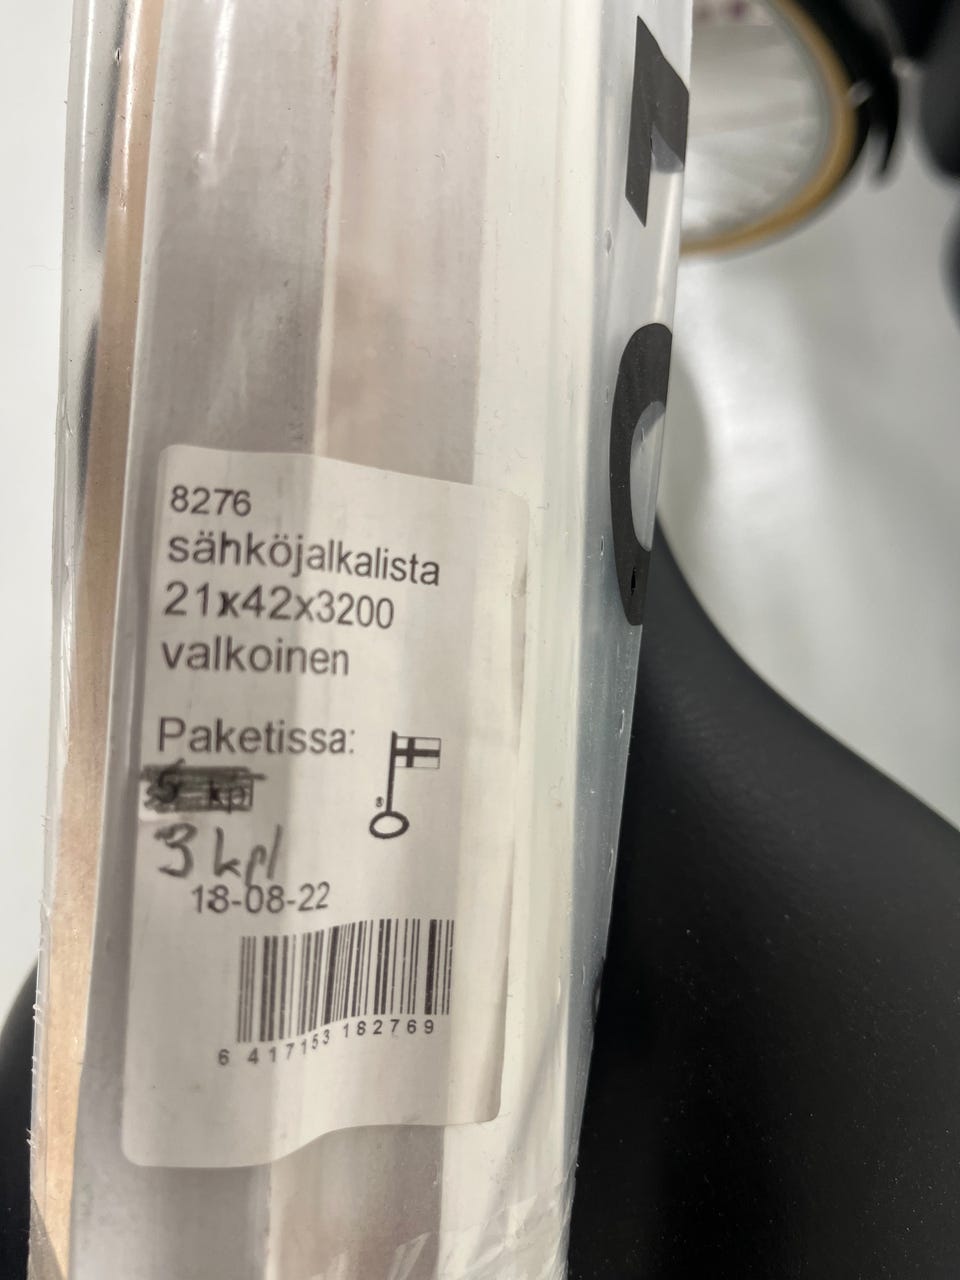 8276
sähköjalkalista
21x42x3200
valkoinen
Paketissa:
3 kpl
18-08-22
6 417153 182769